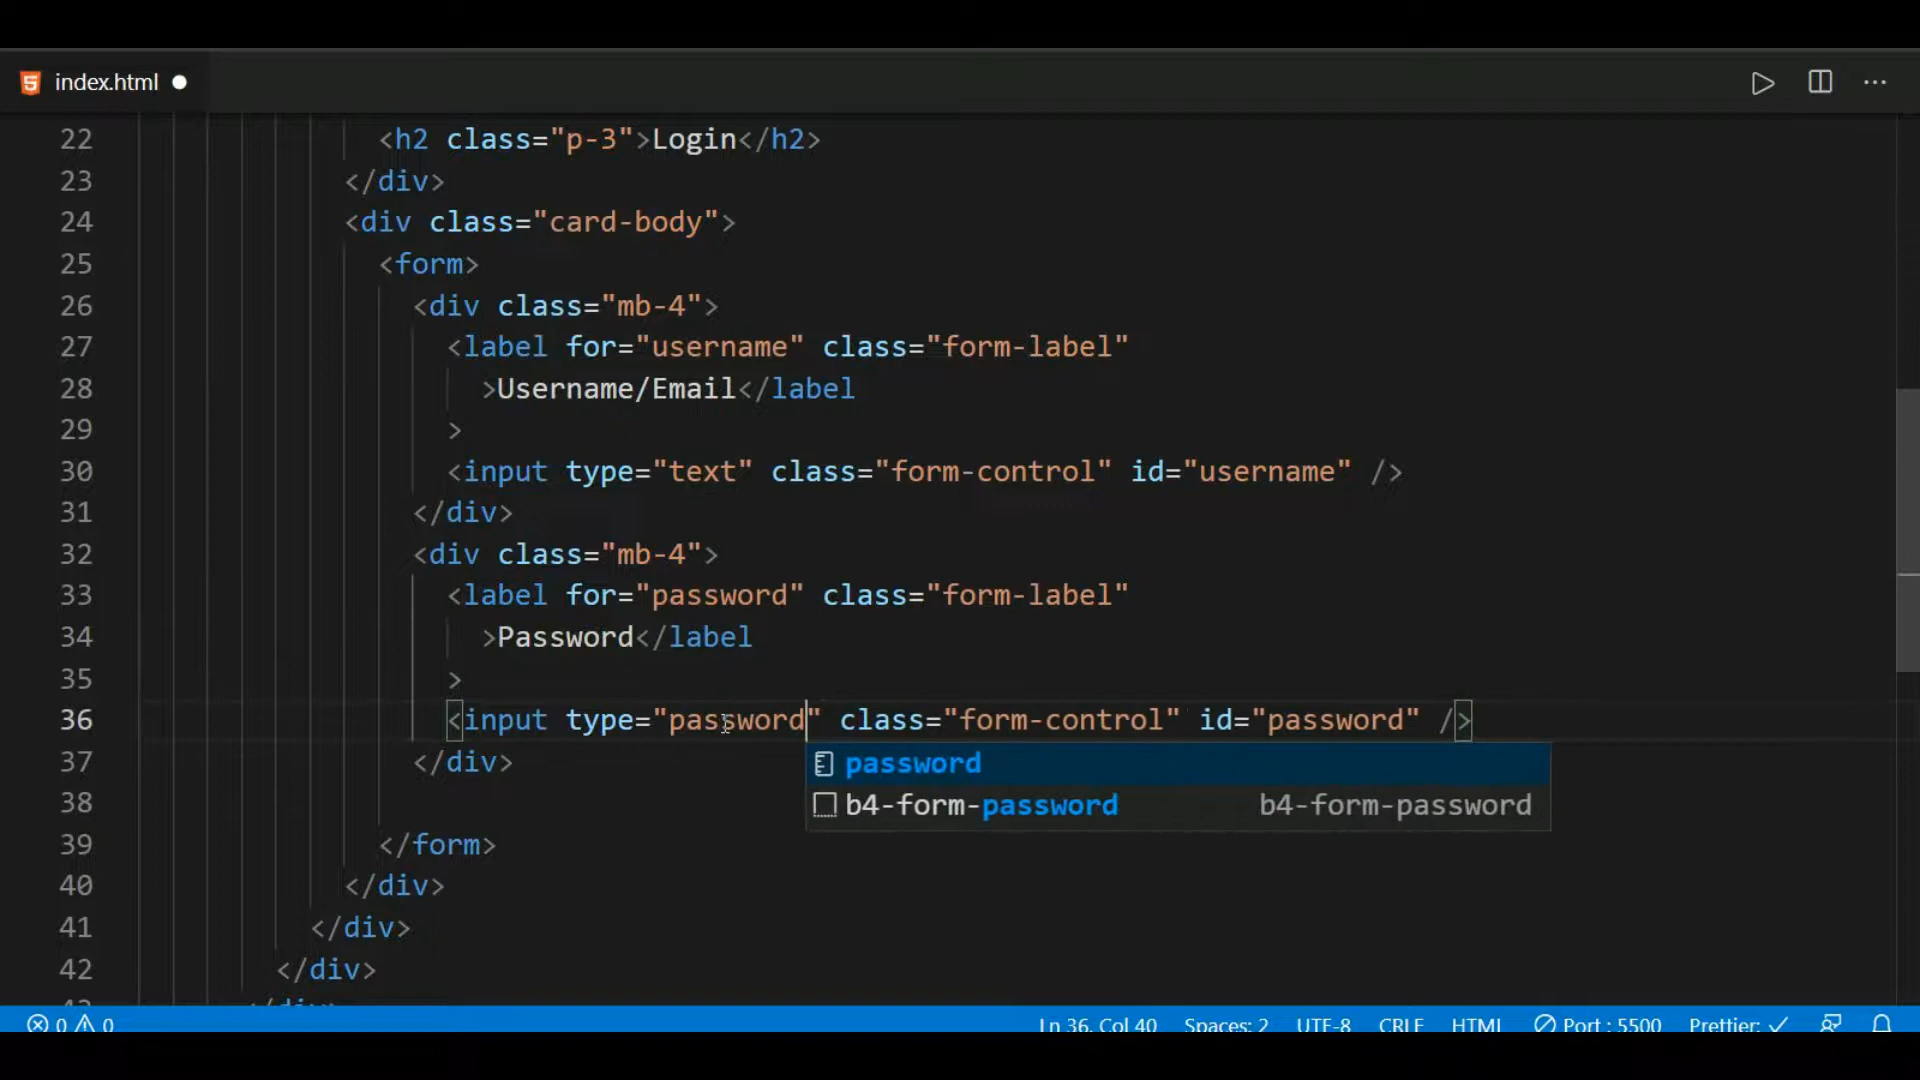 index.html
22 <h2 class="p-3">Login</h2>
23 </div>
24 <div class="card-body">
25 <form>
26 <div class="mb-4">
27 <label for="username" class="form-label"
28 >Username/Email</label
29 >
30 <input type="text" class="form-control" id="username" />
31 </div>
32 <div class="mb-4">
33 <label for="password" class="form-label"
34 >Password</label
35 >
36 <input type="password" class="form-control" id="password" />
password
b4-form-password b4-form-password
37 </div>
38
39 </form>
40 </div>
41 </div>
42 </div>
43 </div>
0 0 Ln 36, Col 40 Spaces: 2 UTF-8 CRLF HTML Port : 5500 Prettier: ✓